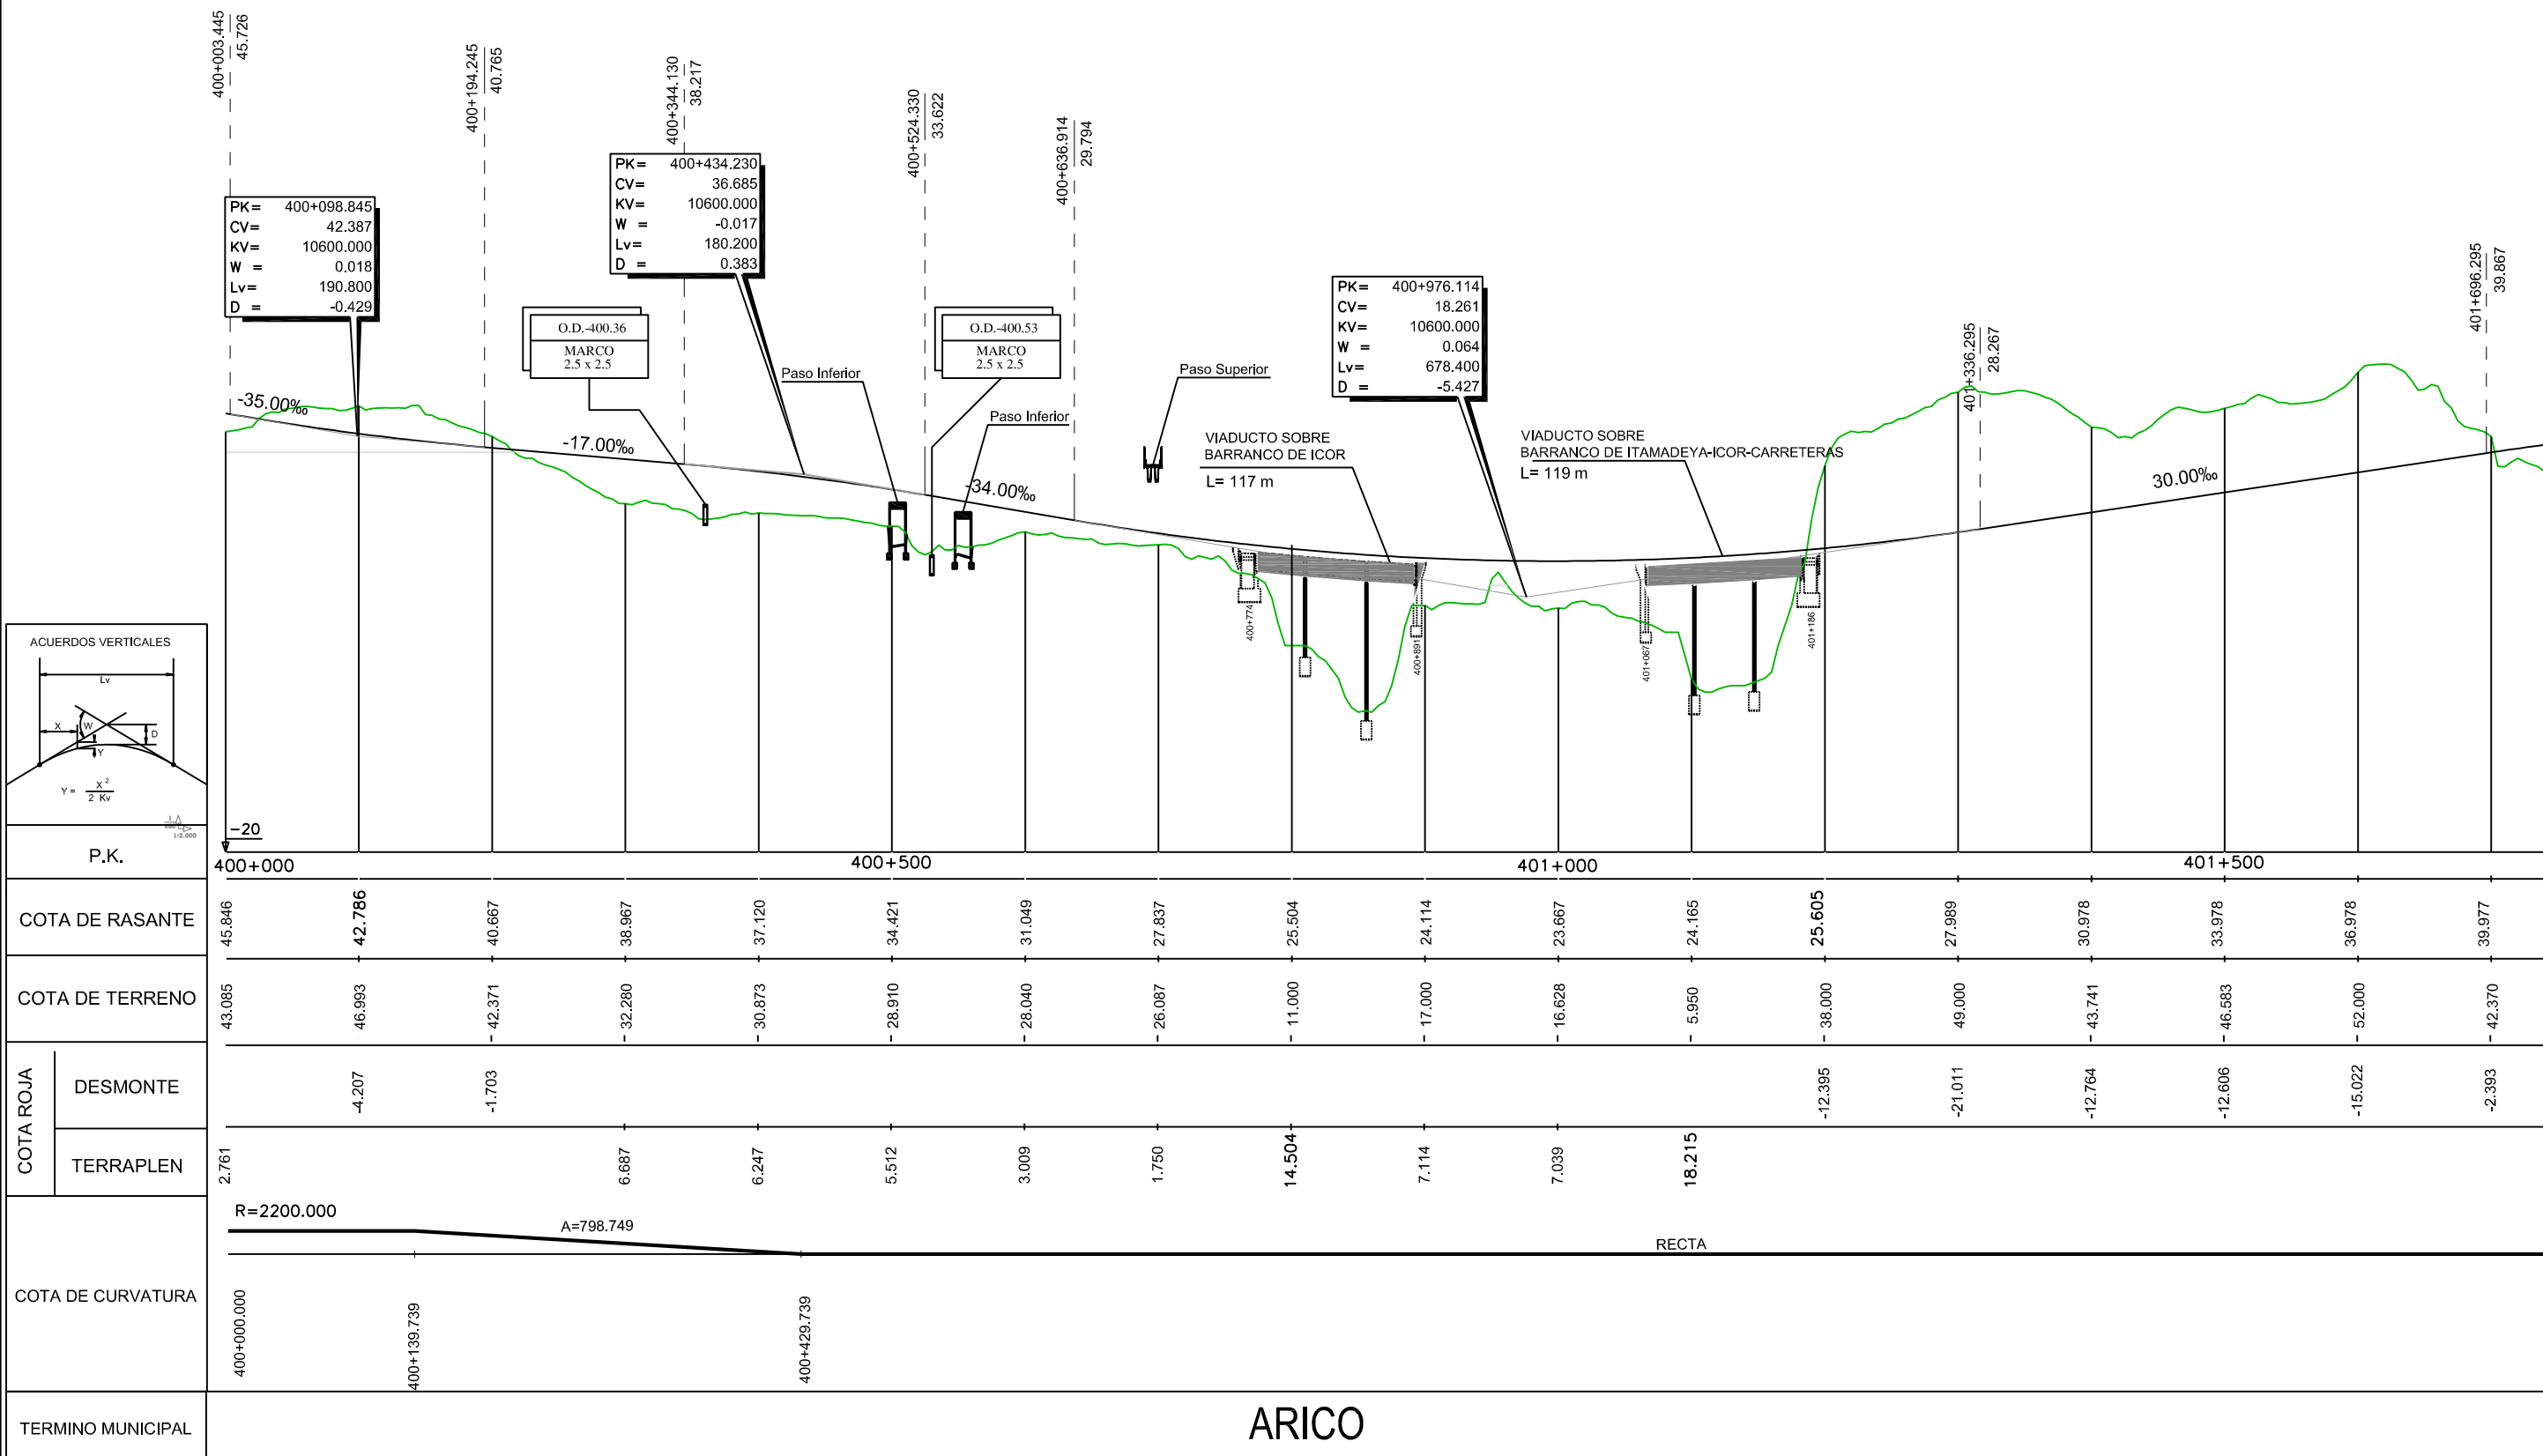 400+003.445
45.726
400+194.245
40.765
400+344.130
38.217
400+524.330
33.622
400+636.914
29.794
401+336.295
28.267
401+696.295
39.867
PK= 400+098.845
CV= 42.387
KV= 10600.000
W = 0.018
Lv= 190.800
D = -0.429
PK= 400+434.230
CV= 36.685
KV= 10600.000
W = -0.017
Lv= 180.200
D = 0.383
PK= 400+976.114
CV= 18.261
KV= 10600.000
W = 0.064
Lv= 678.400
D = -5.427
O.D.-400.36
MARCO
2.5 x 2.5
O.D.-400.53
MARCO
2.5 x 2.5
Paso Inferior
Paso Inferior
Paso Superior
VIADUCTO SOBRE
BARRANCO DE ICOR
L= 117 m
VIADUCTO SOBRE
BARRANCO DE ITAMADEYA-ICOR-CARRETERAS
L= 119 m
-35.00‰
-17.00‰
-34.00‰
30.00‰
400+774
400+891
401+067
401+186
ACUERDOS VERTICALES
Lv
X
W
D
Y
Y = X² / 2 Kv
1:2.000
-20
P.K.
400+000
400+500
401+000
401+500
COTA DE RASANTE
45.846 42.786 40.667 38.967 37.120 34.421 31.049 27.837 25.504 24.114 23.667 24.165 25.605 27.989 30.978 33.978 36.978 39.977
COTA DE TERRENO
43.085 46.993 42.371 32.280 30.873 28.910 28.040 26.087 11.000 17.000 16.628 5.950 38.000 49.000 43.741 46.583 52.000 42.370
COTA ROJA
DESMONTE
-4.207 -1.703 -12.395 -21.011 -12.764 -12.606 -15.022 -2.393
TERRAPLEN
2.761 6.687 6.247 5.512 3.009 1.750 14.504 7.114 7.039 18.215
R=2200.000
A=798.749
RECTA
COTA DE CURVATURA
400+000.000
400+139.739
400+429.739
TERMINO MUNICIPAL
ARICO